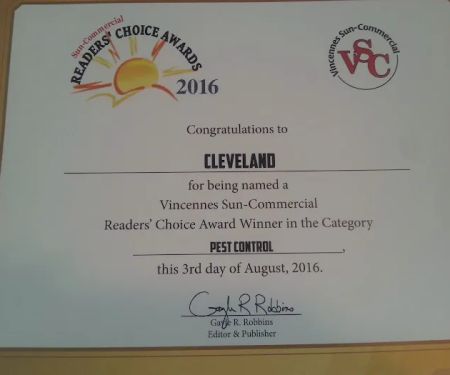 Sun-Commercial
READERS' CHOICE AWARDS
2016
Vincennes Sun-Commercial
VSC
Congratulations to
CLEVELAND
for being named a
Vincennes Sun-Commercial
Readers' Choice Award Winner in the Category
PEST CONTROL,
this 3rd day of August, 2016.
Gayle R Robbins
Gayle R. Robbins
Editor & Publisher